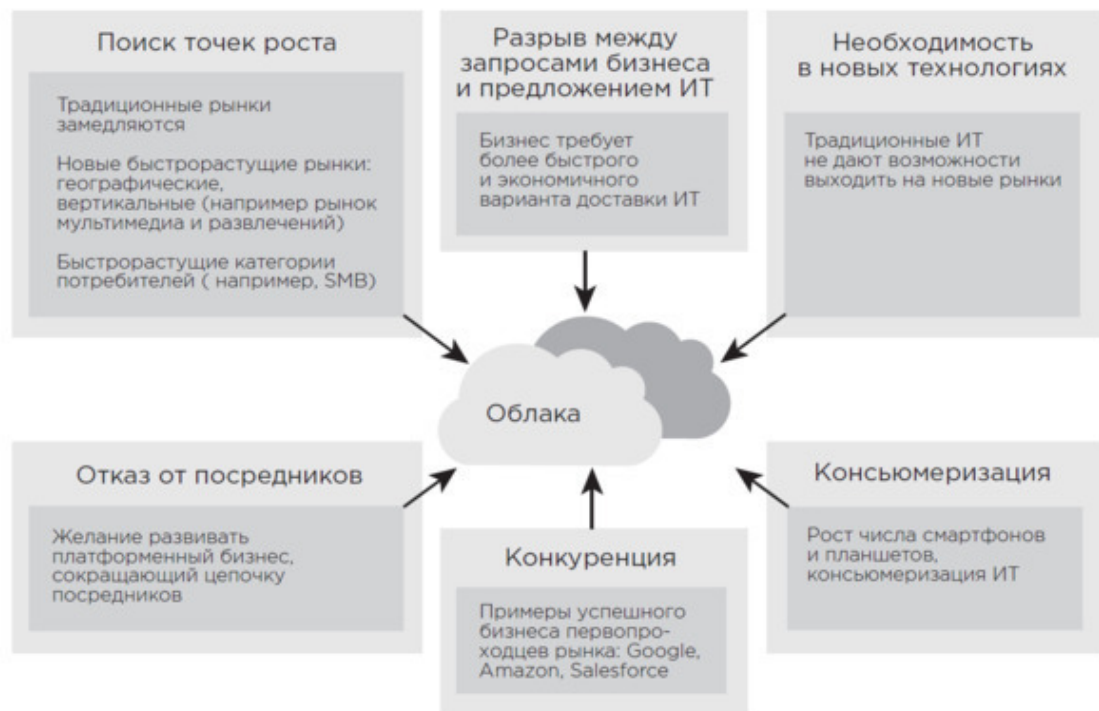 Поиск точек роста
Традиционные рынки
замедляются
Новые быстрорастущие рынки:
географические,
вертикальные (например рынок
мультимедиа и развлечений)
Быстрорастущие категории
потребителей ( например, SMB)
Разрыв между
запросами бизнеса
и предложением ИТ
Бизнес требует
более быстрого
и экономичного
варианта доставки ИТ
Необходимость
в новых технологиях
Традиционные ИТ
не дают возможности
выходить на новые рынки
Облака
Отказ от посредников
Желание развивать
платформенный бизнес,
сокращающий цепочку
посредников
Конкуренция
Примеры успешного
бизнеса первопро-
ходцев рынка: Google,
Amazon, Salesforce
Консьюмеризация
Рост числа смартфонов
и планшетов,
консьюмеризация ИТ